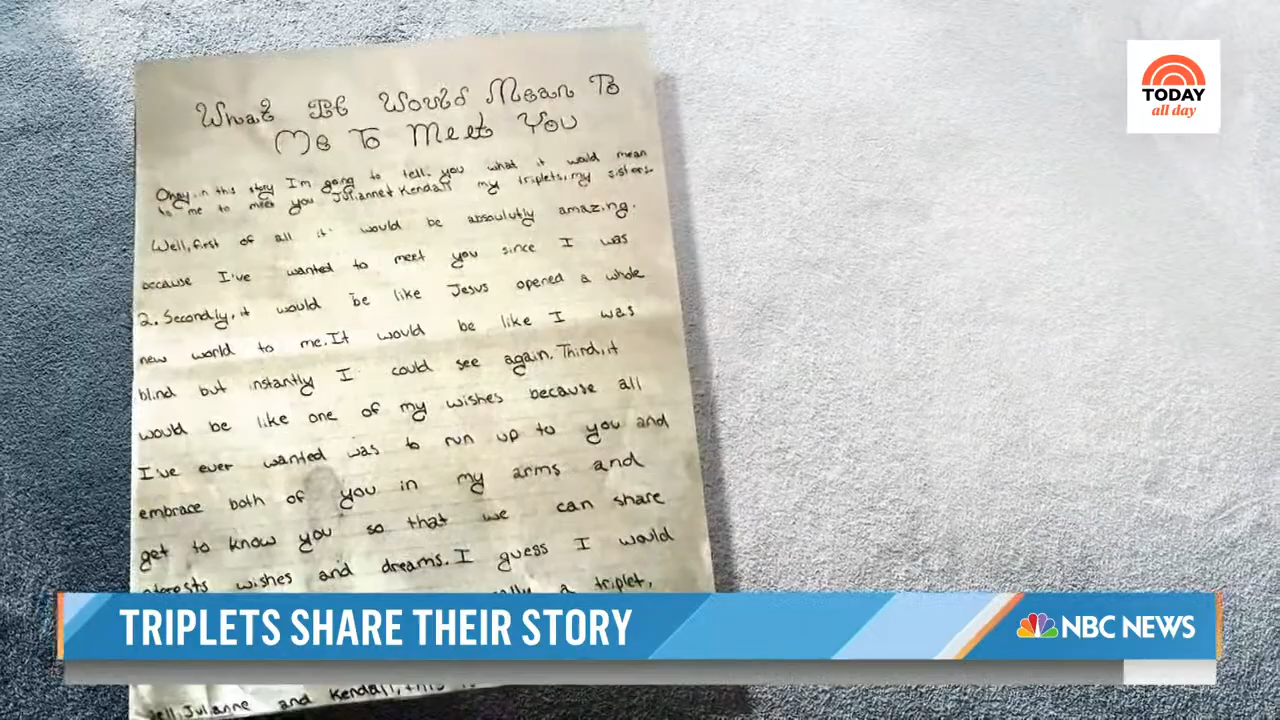 What It Would Mean To
Me To Meet You
Okay, in this story I'm going to tell you what it would mean
to me to meet you Julianne+Kendall my triplets, my sisters.
Well, first of all it would be absoulutly amazing.
because I've wanted to meet you since I was
2. Secondly, it would be like Jesus opened a whole
new world to me. It would be like I was
blind but instantly I could see again. Third, it
would be like one of my wishes because all
I've ever wanted was to run up to you and
embrace both of you in my arms and
get to know you so that we can share
wishes and dreams. I guess I would
a triplet,
Julianne and Kendall, this
TODAY
all day
TRIPLETS SHARE THEIR STORY
NBC NEWS